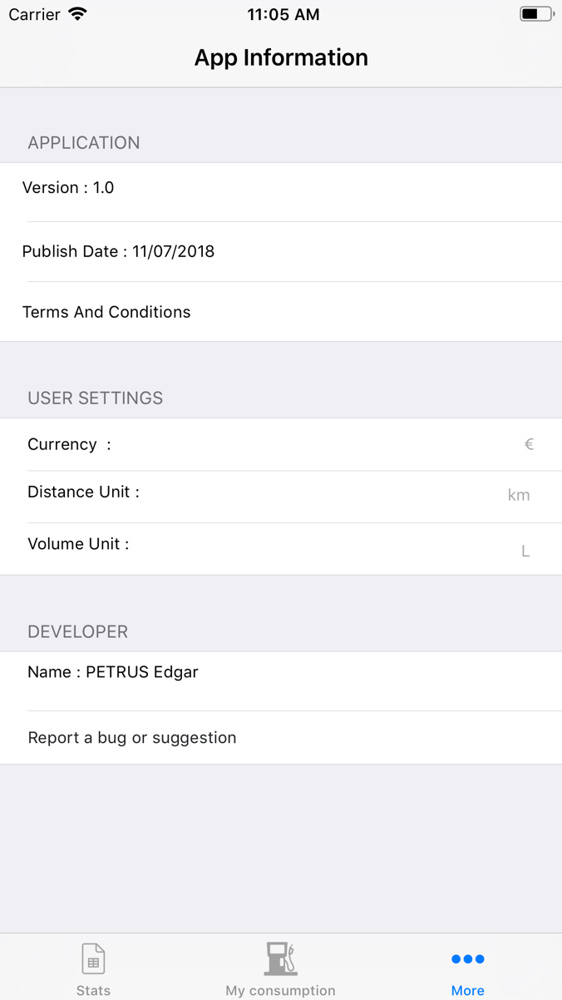 Carrier 11:05 AM
App Information
APPLICATION
Version : 1.0
Publish Date : 11/07/2018
Terms And Conditions
USER SETTINGS
Currency : €
Distance Unit : km
Volume Unit : L
DEVELOPER
Name : PETRUS Edgar
Report a bug or suggestion
Stats My consumption More